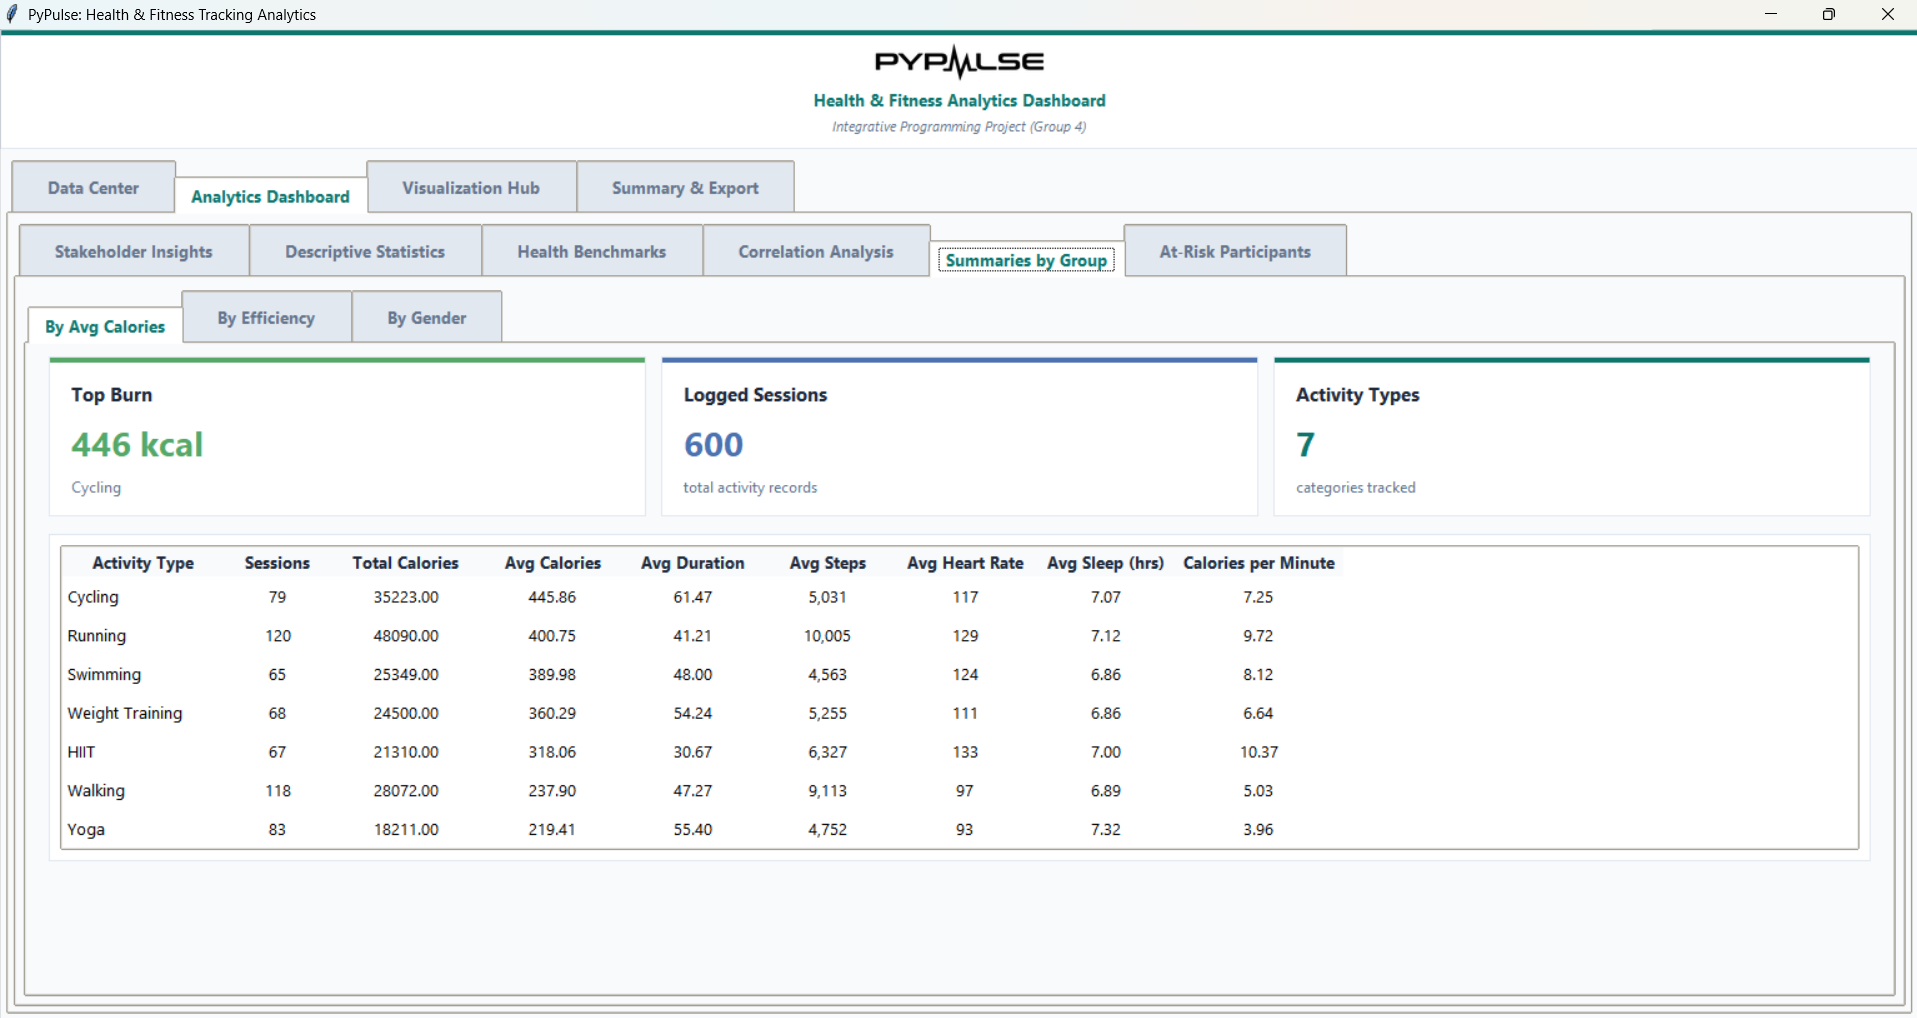 PyPulse: Health & Fitness Tracking Analytics
PYPULSE
Health & Fitness Analytics Dashboard
Integrative Programming Project (Group 4)
Data Center Analytics Dashboard Visualization Hub Summary & Export
Stakeholder Insights Descriptive Statistics Health Benchmarks Correlation Analysis Summaries by Group At-Risk Participants
By Avg Calories By Efficiency By Gender
Top Burn
446 kcal
Cycling
Logged Sessions
600
total activity records
Activity Types
7
categories tracked
Activity Type Sessions Total Calories Avg Calories Avg Duration Avg Steps Avg Heart Rate Avg Sleep (hrs) Calories per Minute
Cycling 79 35223.00 445.86 61.47 5,031 117 7.07 7.25
Running 120 48090.00 400.75 41.21 10,005 129 7.12 9.72
Swimming 65 25349.00 389.98 48.00 4,563 124 6.86 8.12
Weight Training 68 24500.00 360.29 54.24 5,255 111 6.86 6.64
HIIT 67 21310.00 318.06 30.67 6,327 133 7.00 10.37
Walking 118 28072.00 237.90 47.27 9,113 97 6.89 5.03
Yoga 83 18211.00 219.41 55.40 4,752 93 7.32 3.96